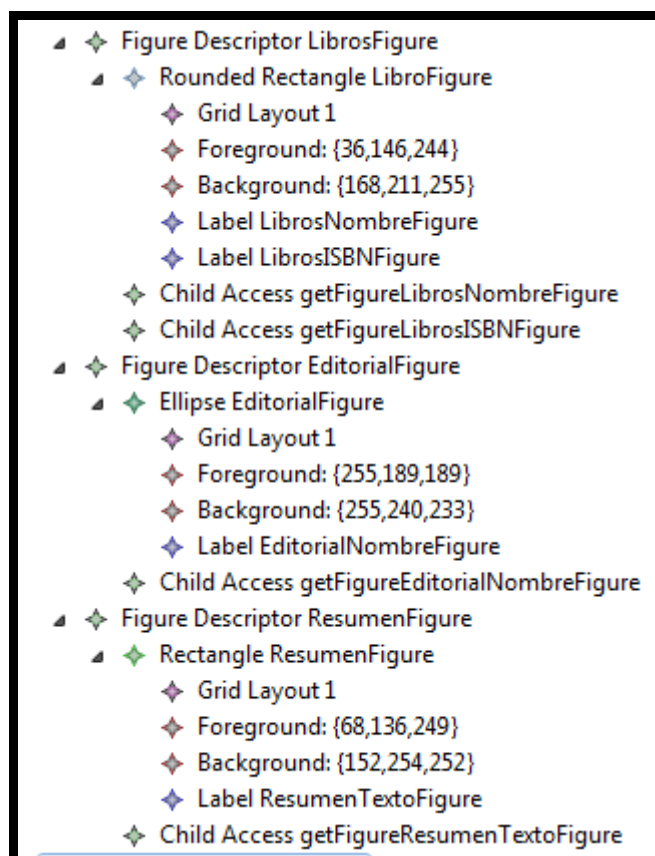 Figure Descriptor LibrosFigure
Rounded Rectangle LibroFigure
Grid Layout 1
Foreground: {36,146,244}
Background: {168,211,255}
Label LibrosNombreFigure
Label LibrosISBNFigure
Child Access getFigureLibrosNombreFigure
Child Access getFigureLibrosISBNFigure
Figure Descriptor EditorialFigure
Ellipse EditorialFigure
Grid Layout 1
Foreground: {255,189,189}
Background: {255,240,233}
Label EditorialNombreFigure
Child Access getFigureEditorialNombreFigure
Figure Descriptor ResumenFigure
Rectangle ResumenFigure
Grid Layout 1
Foreground: {68,136,249}
Background: {152,254,252}
Label ResumenTextoFigure
Child Access getFigureResumenTextoFigure